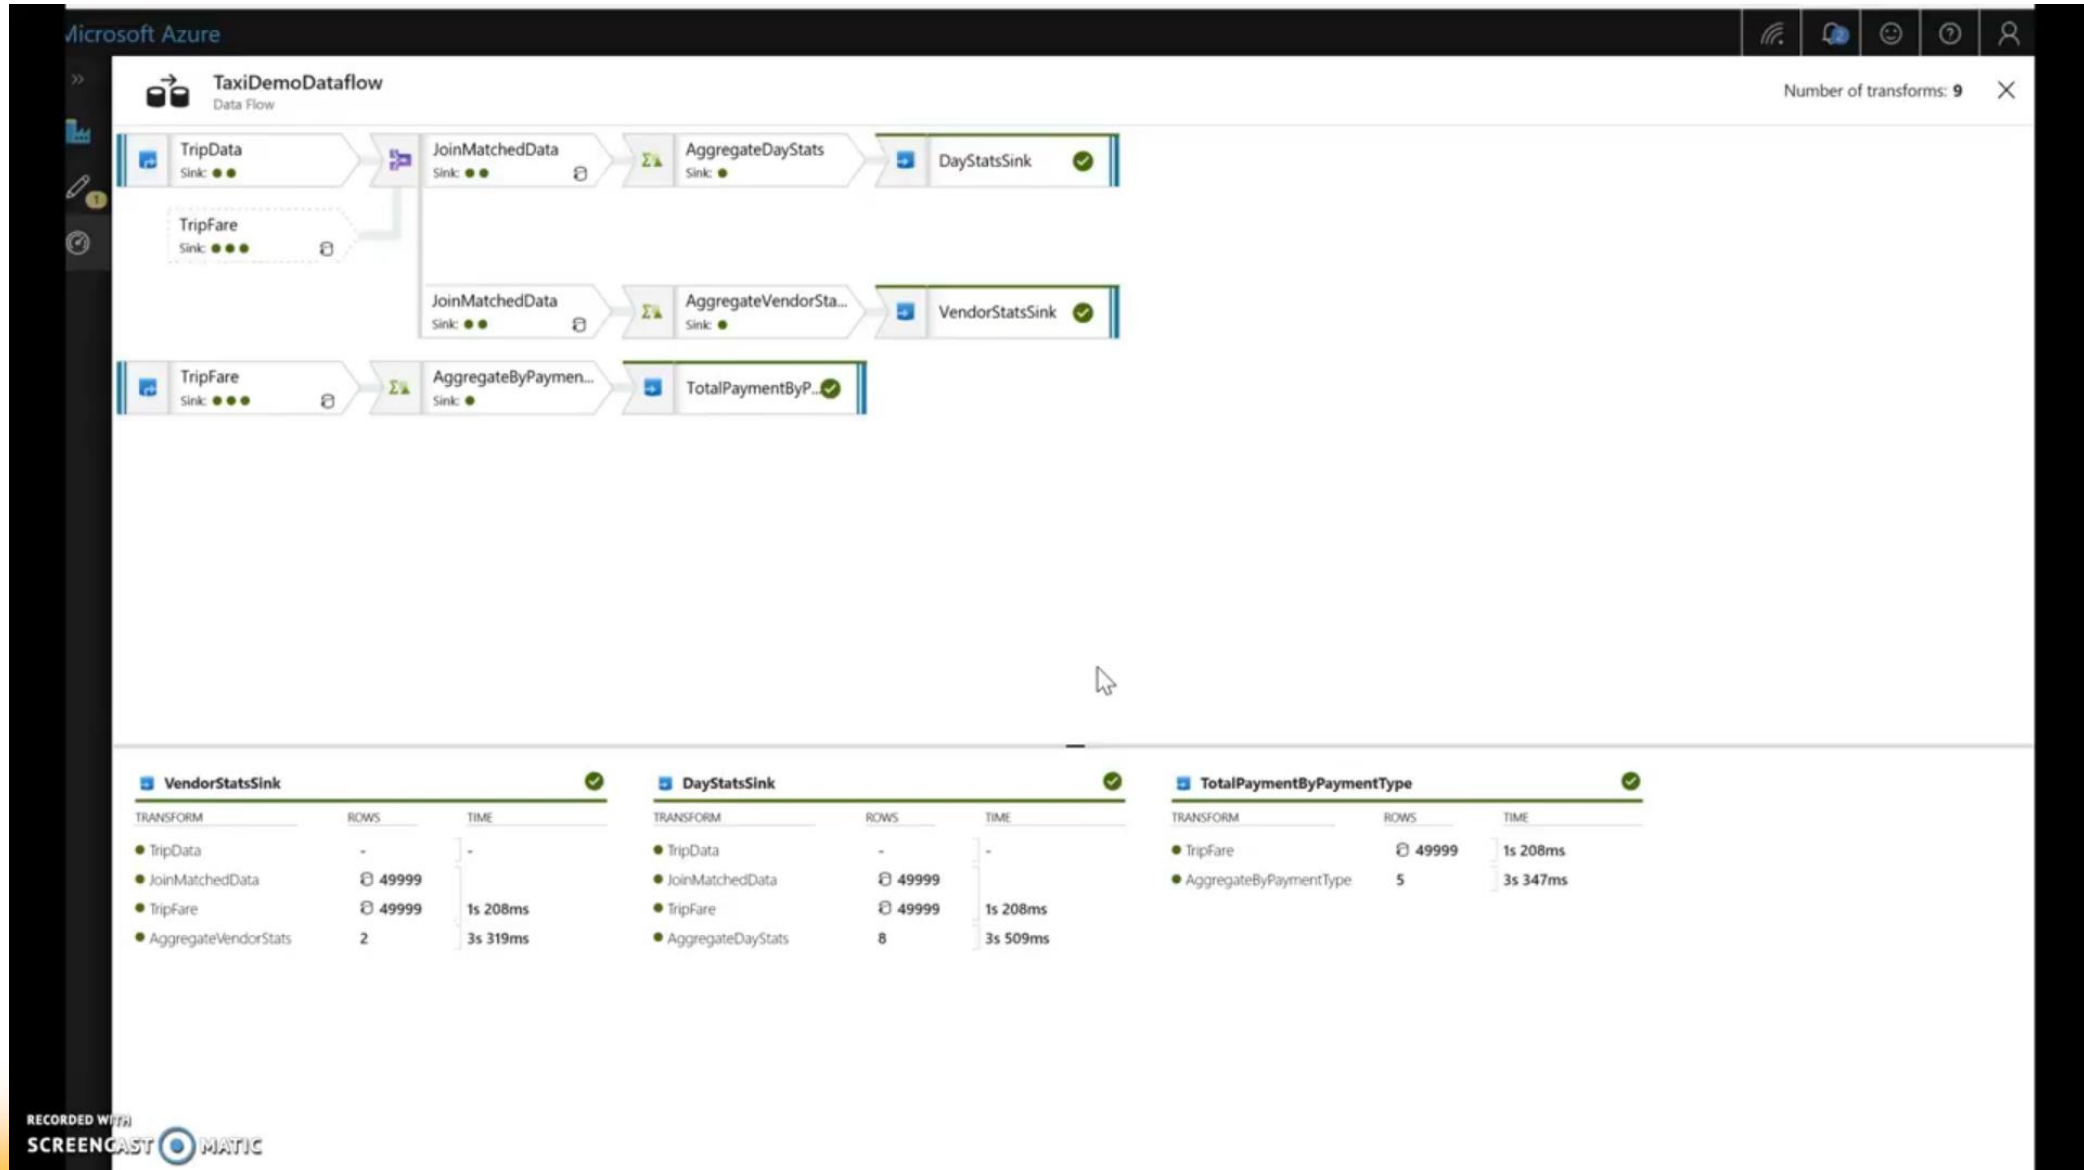 Microsoft Azure
2
TaxiDemoDataflow
Data Flow
Number of transforms: 9
1
TripData
Sink:
JoinMatchedData
Sink:
AggregateDayStats
Sink:
DayStatsSink
TripFare
Sink:
JoinMatchedData
Sink:
AggregateVendorSta...
Sink:
VendorStatsSink
TripFare
Sink:
AggregateByPaymen...
Sink:
TotalPaymentByP...
VendorStatsSink
TRANSFORM ROWS TIME
TripData - -
JoinMatchedData 49999
TripFare 49999 1s 208ms
AggregateVendorStats 2 3s 319ms
DayStatsSink
TRANSFORM ROWS TIME
TripData - -
JoinMatchedData 49999
TripFare 49999 1s 208ms
AggregateDayStats 8 3s 509ms
TotalPaymentByPaymentType
TRANSFORM ROWS TIME
TripFare 49999 1s 208ms
AggregateByPaymentType 5 3s 347ms
RECORDED WITH
SCREENCAST MATIC